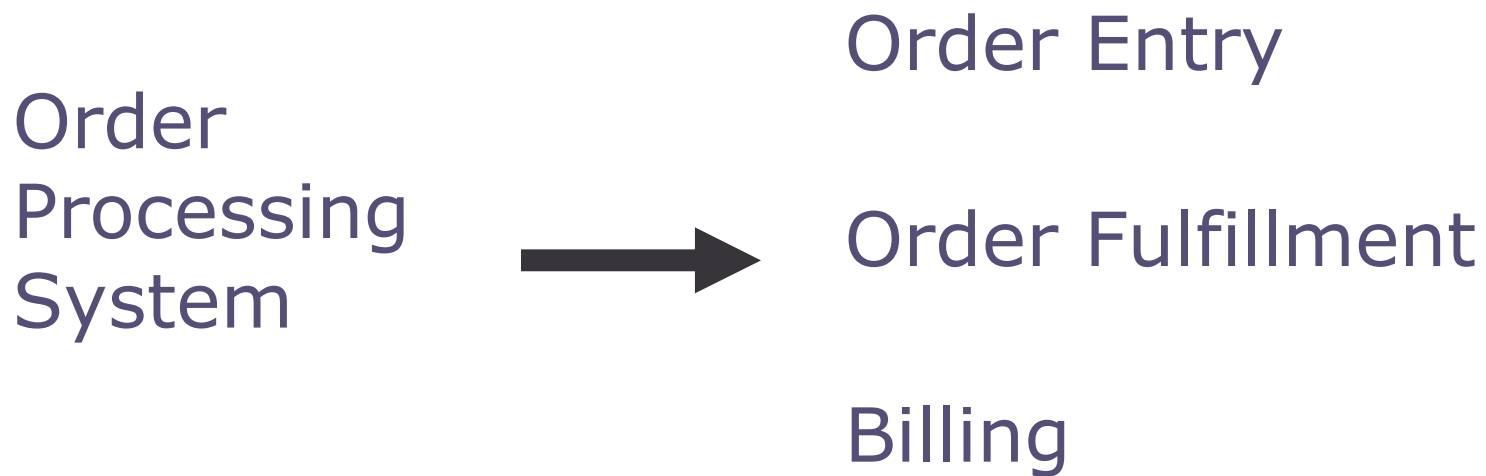 Order
Processing
System
Order Entry
Order Fulfillment
Billing